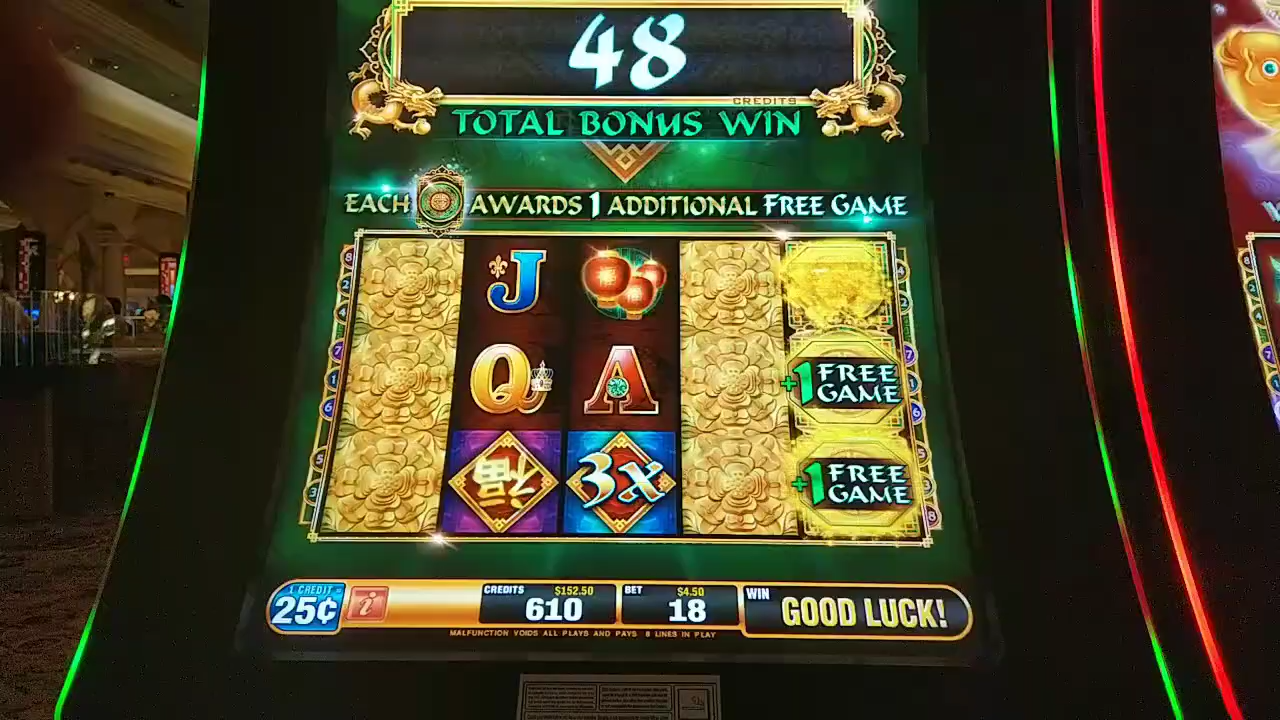 48
CREDITS
TOTAL BONUS WIN
EACH AWARDS 1 ADDITIONAL FREE GAME
J
Q A
+1 FREE GAME
福 3x
+1 FREE GAME
1 CREDIT =
25¢
i
CREDITS $152.50
610
BET $4.50
18
WIN
GOOD LUCK!
MALFUNCTION VOIDS ALL PLAYS AND PAYS 8 LINES IN PLAY